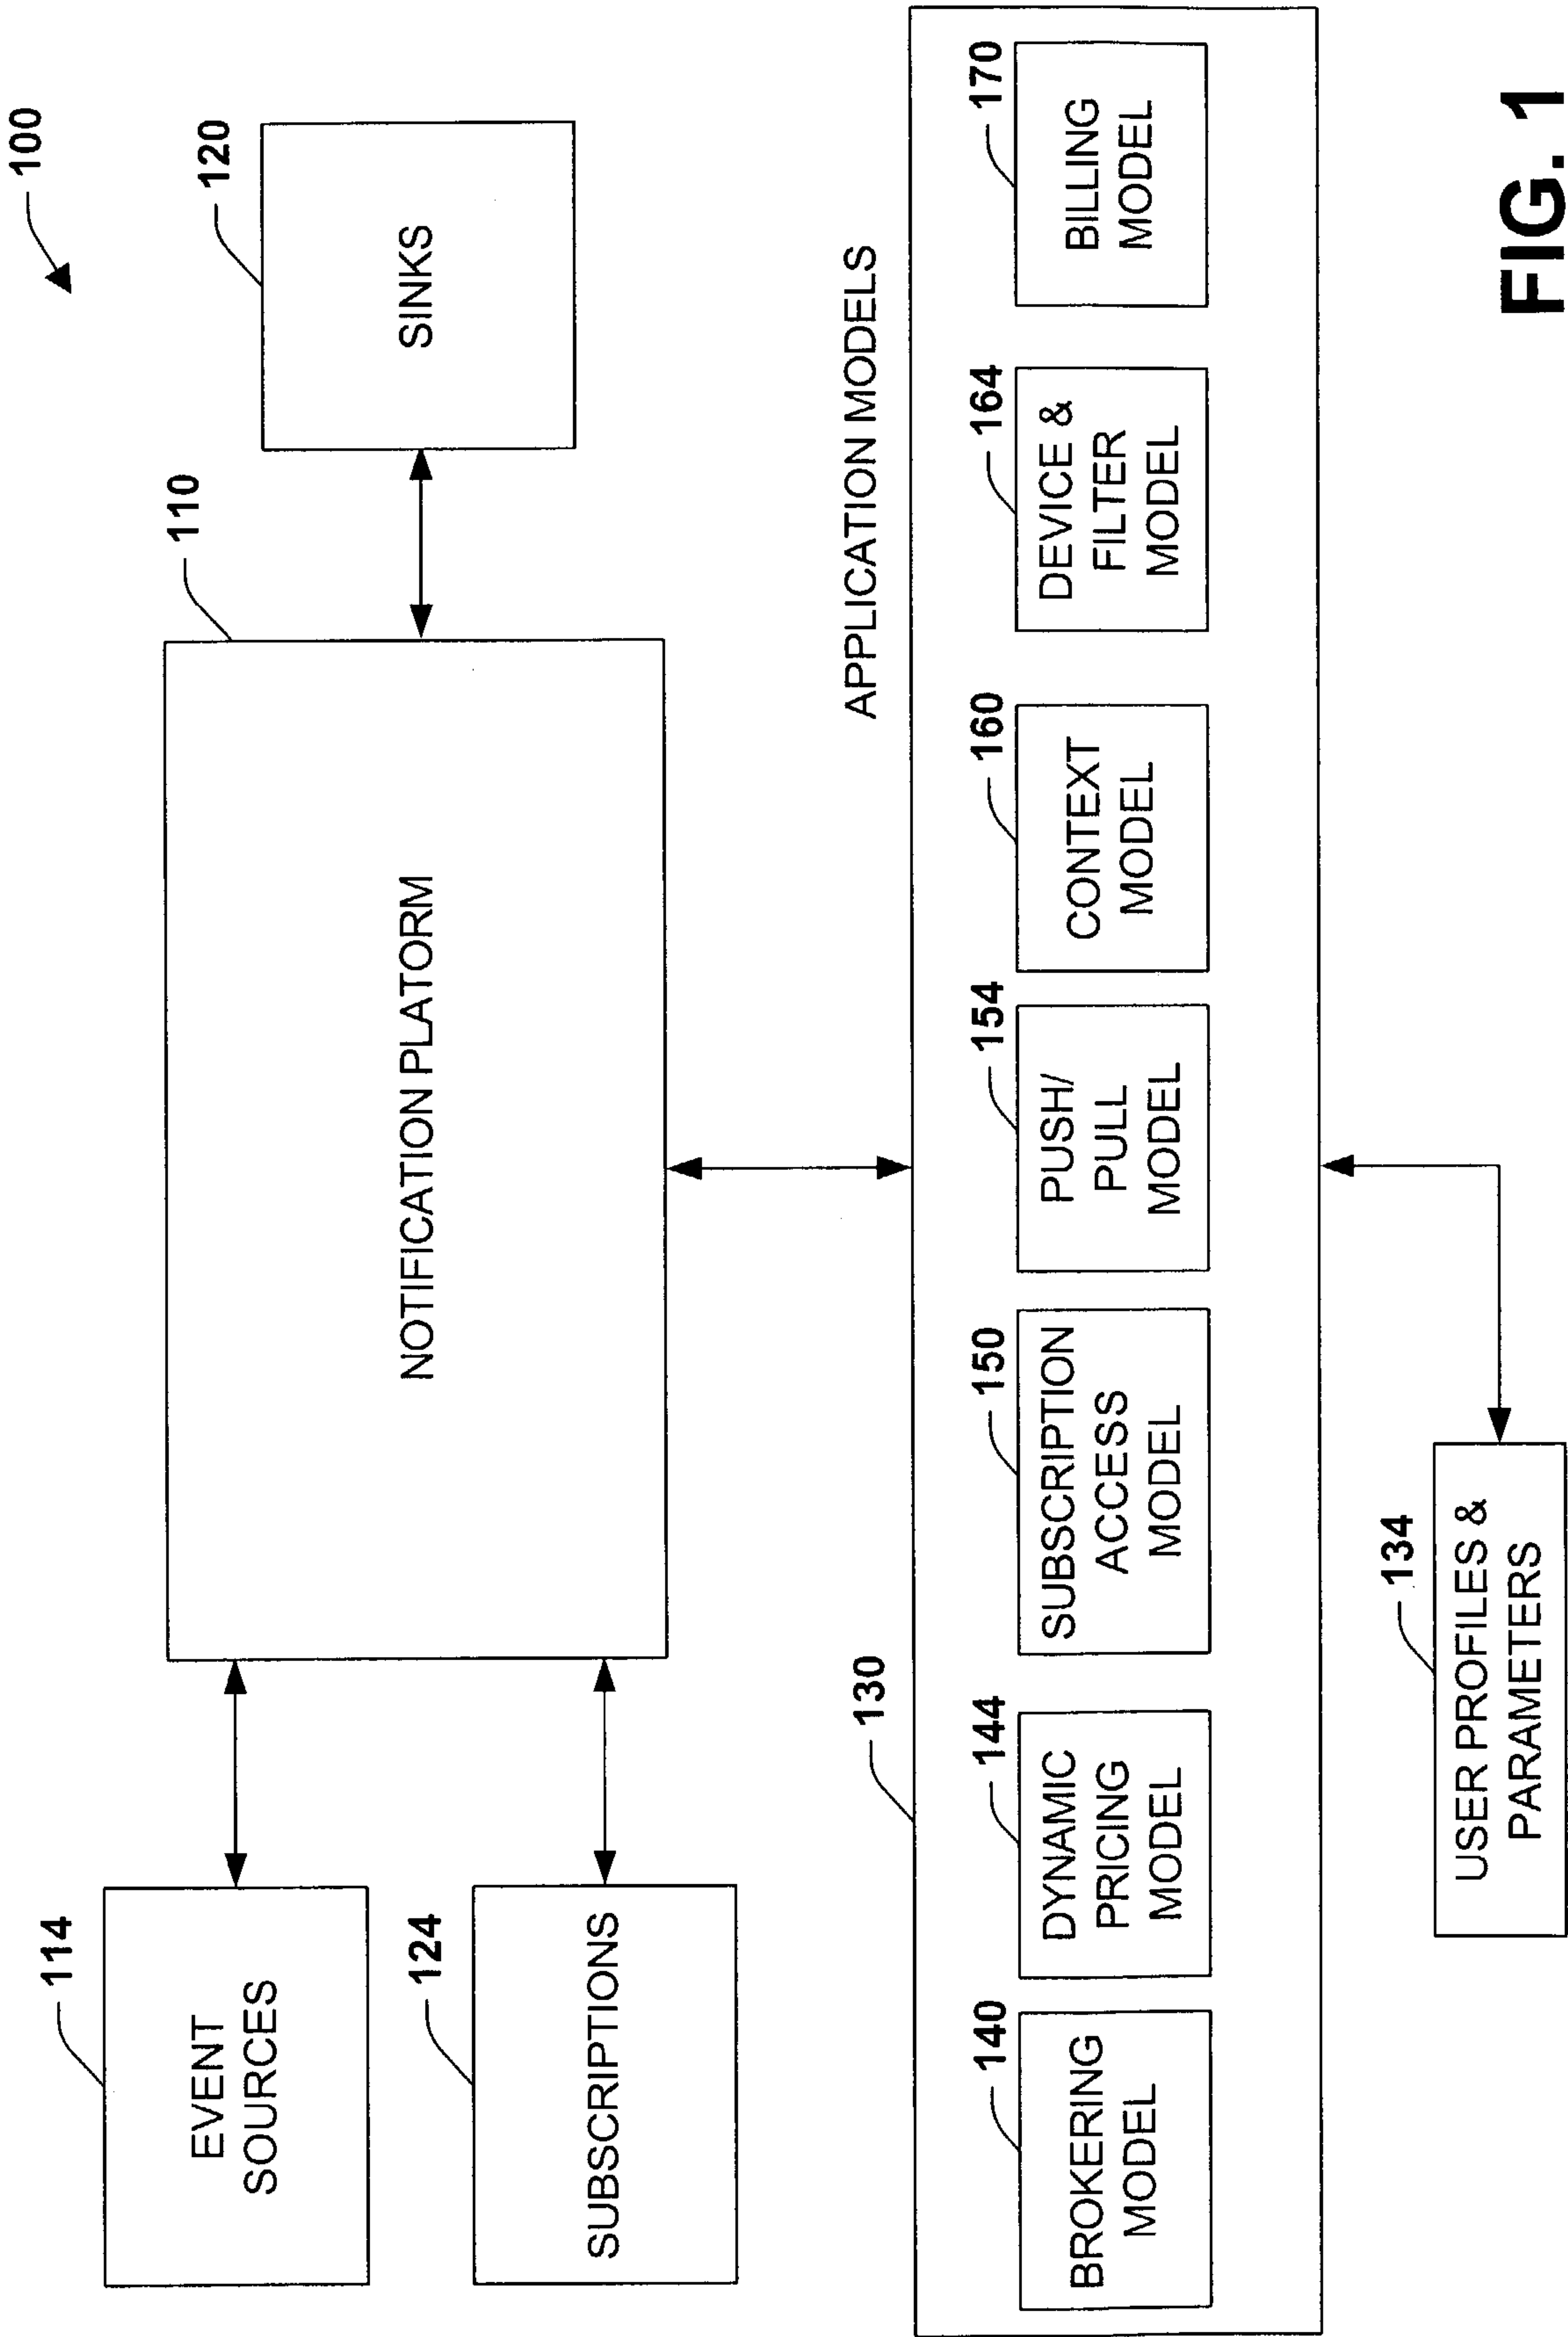 100
114
EVENT
SOURCES
110
NOTIFICATION PLATORM
120
SINKS
124
SUBSCRIPTIONS
130
APPLICATION MODELS
140
BROKERING
MODEL
144
DYNAMIC
PRICING
MODEL
150
SUBSCRIPTION
ACCESS
MODEL
154
PUSH/
PULL
MODEL
160
CONTEXT
MODEL
164
DEVICE &
FILTER
MODEL
170
BILLING
MODEL
134
USER PROFILES &
PARAMETERS
FIG. 1